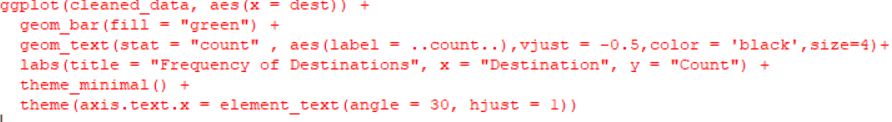 ggplot(cleaned_data, aes(x = dest)) +
  geom_bar(fill = "green") +
  geom_text(stat = "count" , aes(label = ..count..),vjust = -0.5,color = 'black',size=4)+
  labs(title = "Frequency of Destinations", x = "Destination", y = "Count") +
  theme_minimal() +
  theme(axis.text.x = element_text(angle = 30, hjust = 1))